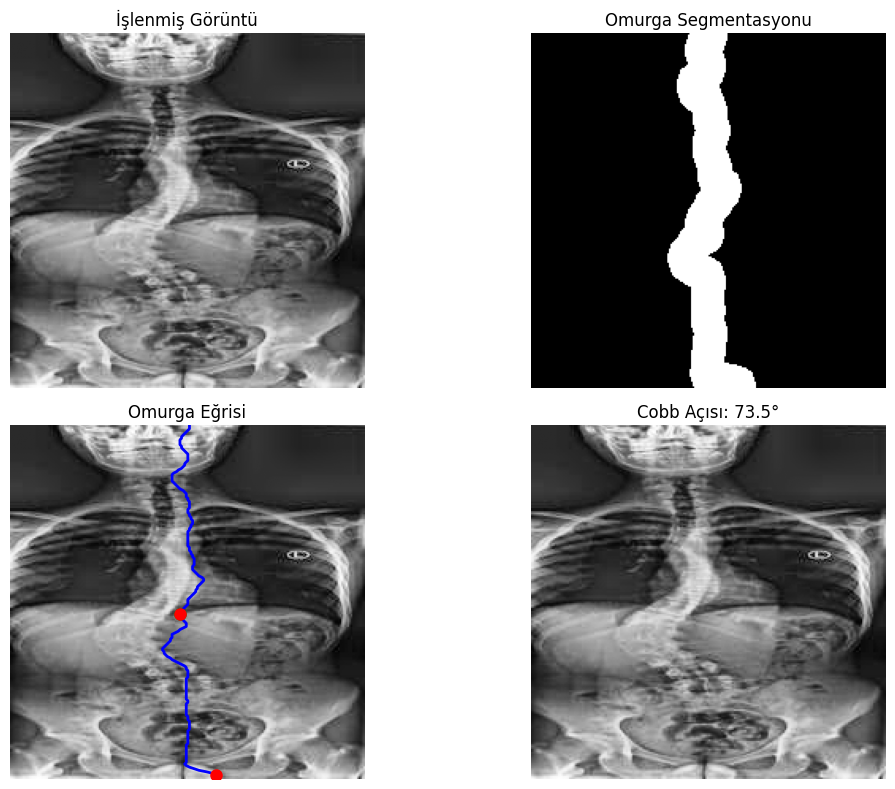 İşlenmiş Görüntü
Omurga Segmentasyonu
Omurga Eğrisi
Cobb Açısı: 73.5°